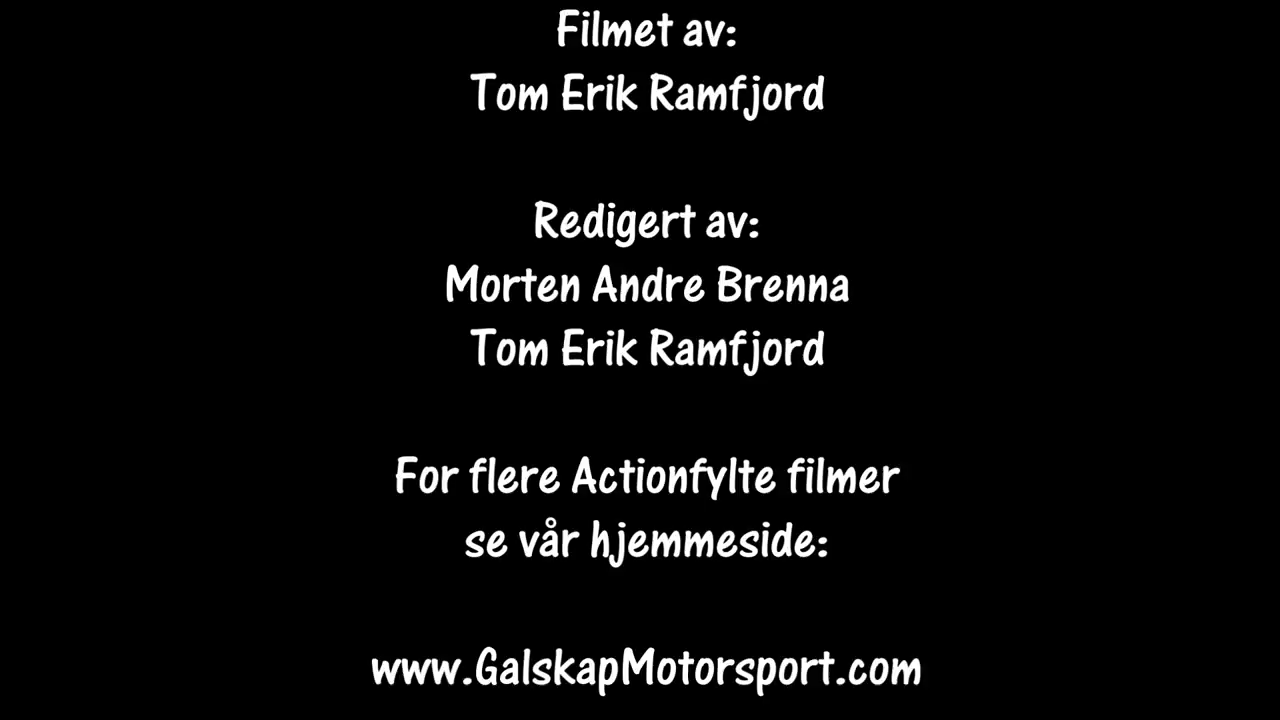 Filmet av:
Tom Erik Ramfjord
Redigert av:
Morten Andre Brenna
Tom Erik Ramfjord
For flere Actionfylte filmer
se vår hjemmeside:
www.GalskapMotorsport.com